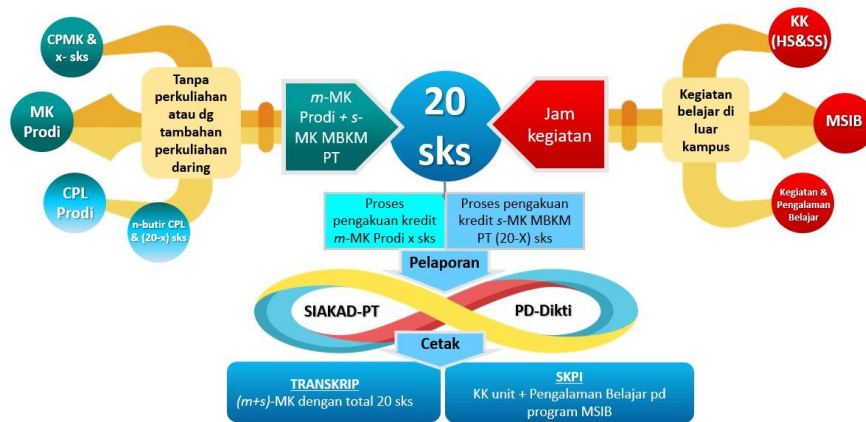 CPMK &
x- sks
MK
Prodi
CPL
Prodi
n-butir CPL
& (20-x) sks
Tanpa
perkuliahan
atau dg
tambahan
perkuliahan
daring
m-MK
Prodi + s-
MK MBKM
PT
20
sks
Jam
kegiatan
Kegiatan
belajar di
luar
kampus
KK
(HS&SS)
MSIB
Kegiatan &
Pengalaman
Belajar
Proses
pengakuan kredit
m-MK Prodi x sks
Proses pengakuan
kredit s-MK MBKM
PT (20-X) sks
Pelaporan
SIAKAD-PT
PD-Dikti
Cetak
TRANSKRIP
(m+s)-MK dengan total 20 sks
SKPI
KK unit + Pengalaman Belajar pd
program MSIB